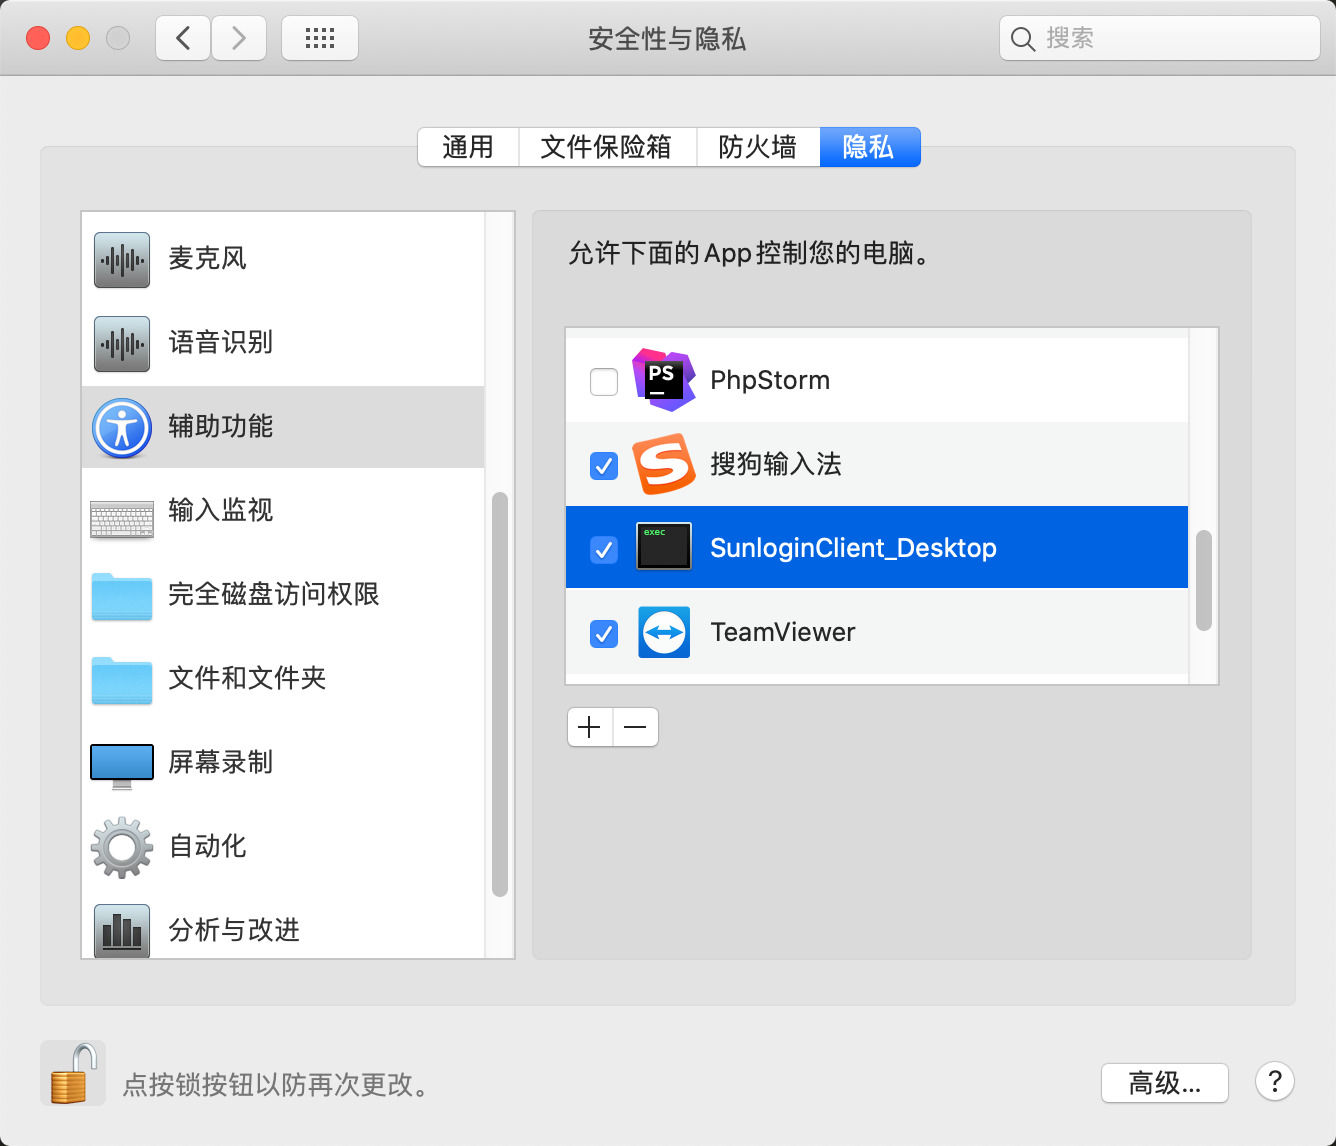 安全性与隐私
搜索
通用
文件保险箱
防火墙
隐私
麦克风
语音识别
辅助功能
输入监视
完全磁盘访问权限
文件和文件夹
屏幕录制
自动化
分析与改进
允许下面的App控制您的电脑。
PS
PhpStorm
搜狗输入法
exec
SunloginClient_Desktop
TeamViewer
点按锁按钮以防再次更改。
高级...
?